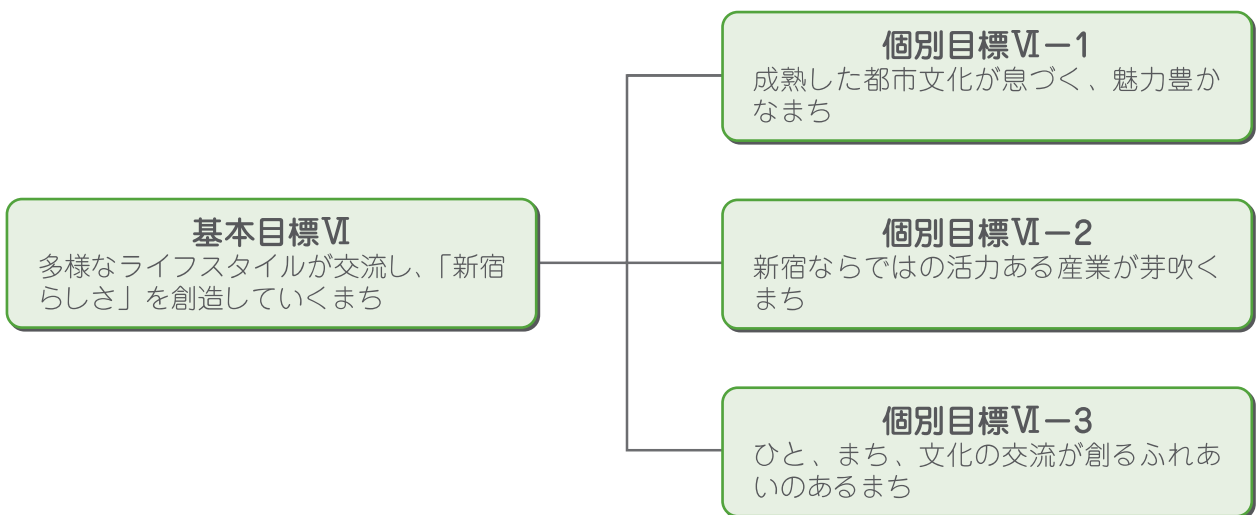 個別目標Ⅵ－1
成熟した都市文化が息づく、魅力豊か
なまち
基本目標Ⅵ
多様なライフスタイルが交流し、「新宿
らしさ」を創造していくまち
個別目標Ⅵ－2
新宿ならではの活力ある産業が芽吹く
まち
個別目標Ⅵ－3
ひと、まち、文化の交流が創るふれあ
いのあるまち